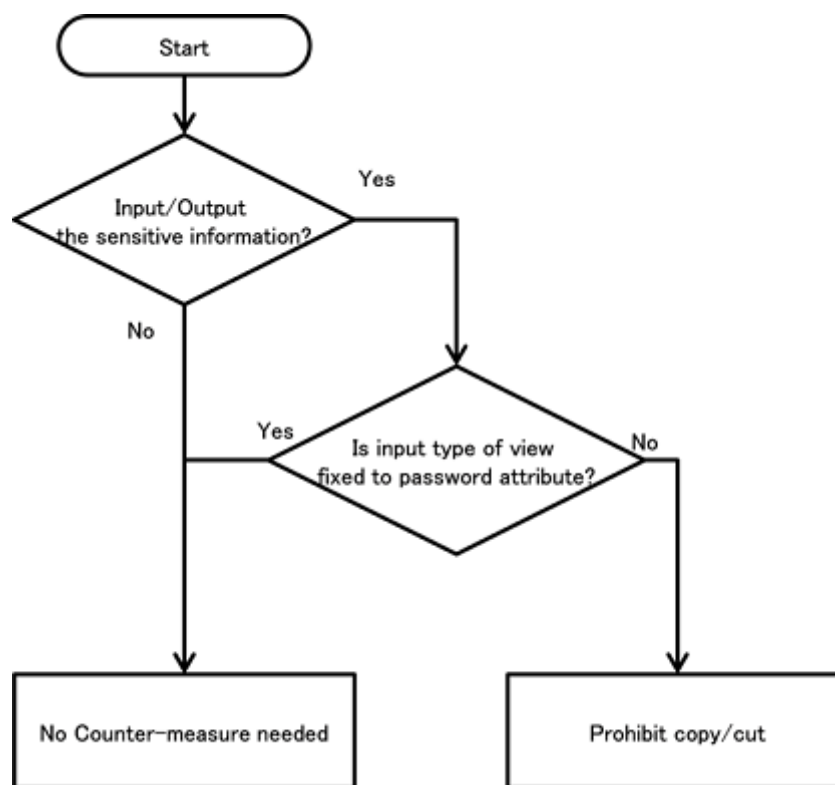 Start
Yes
Input/Output
the sensitive information?
No
Yes
Is input type of view
fixed to password attribute?
No
No Counter-measure needed
Prohibit copy/cut